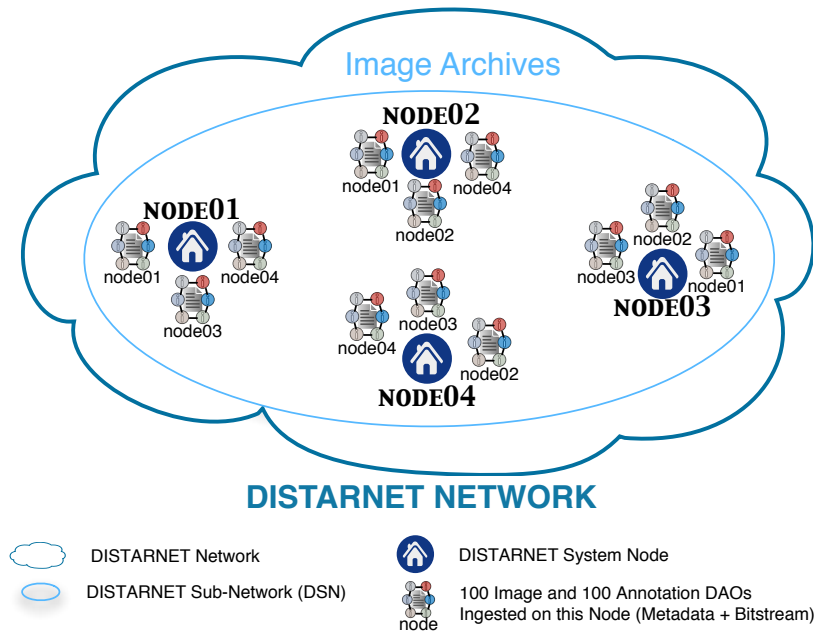 Image Archives
NODE02
node01
node04
node02
NODE01
node01
node04
node03
node02
node03
node01
NODE03
node03
node04
node02
NODE04
DISTARNET NETWORK
DISTARNET Network
DISTARNET System Node
DISTARNET Sub-Network (DSN)
100 Image and 100 Annotation DAOs
Ingested on this Node (Metadata + Bitstream)
node